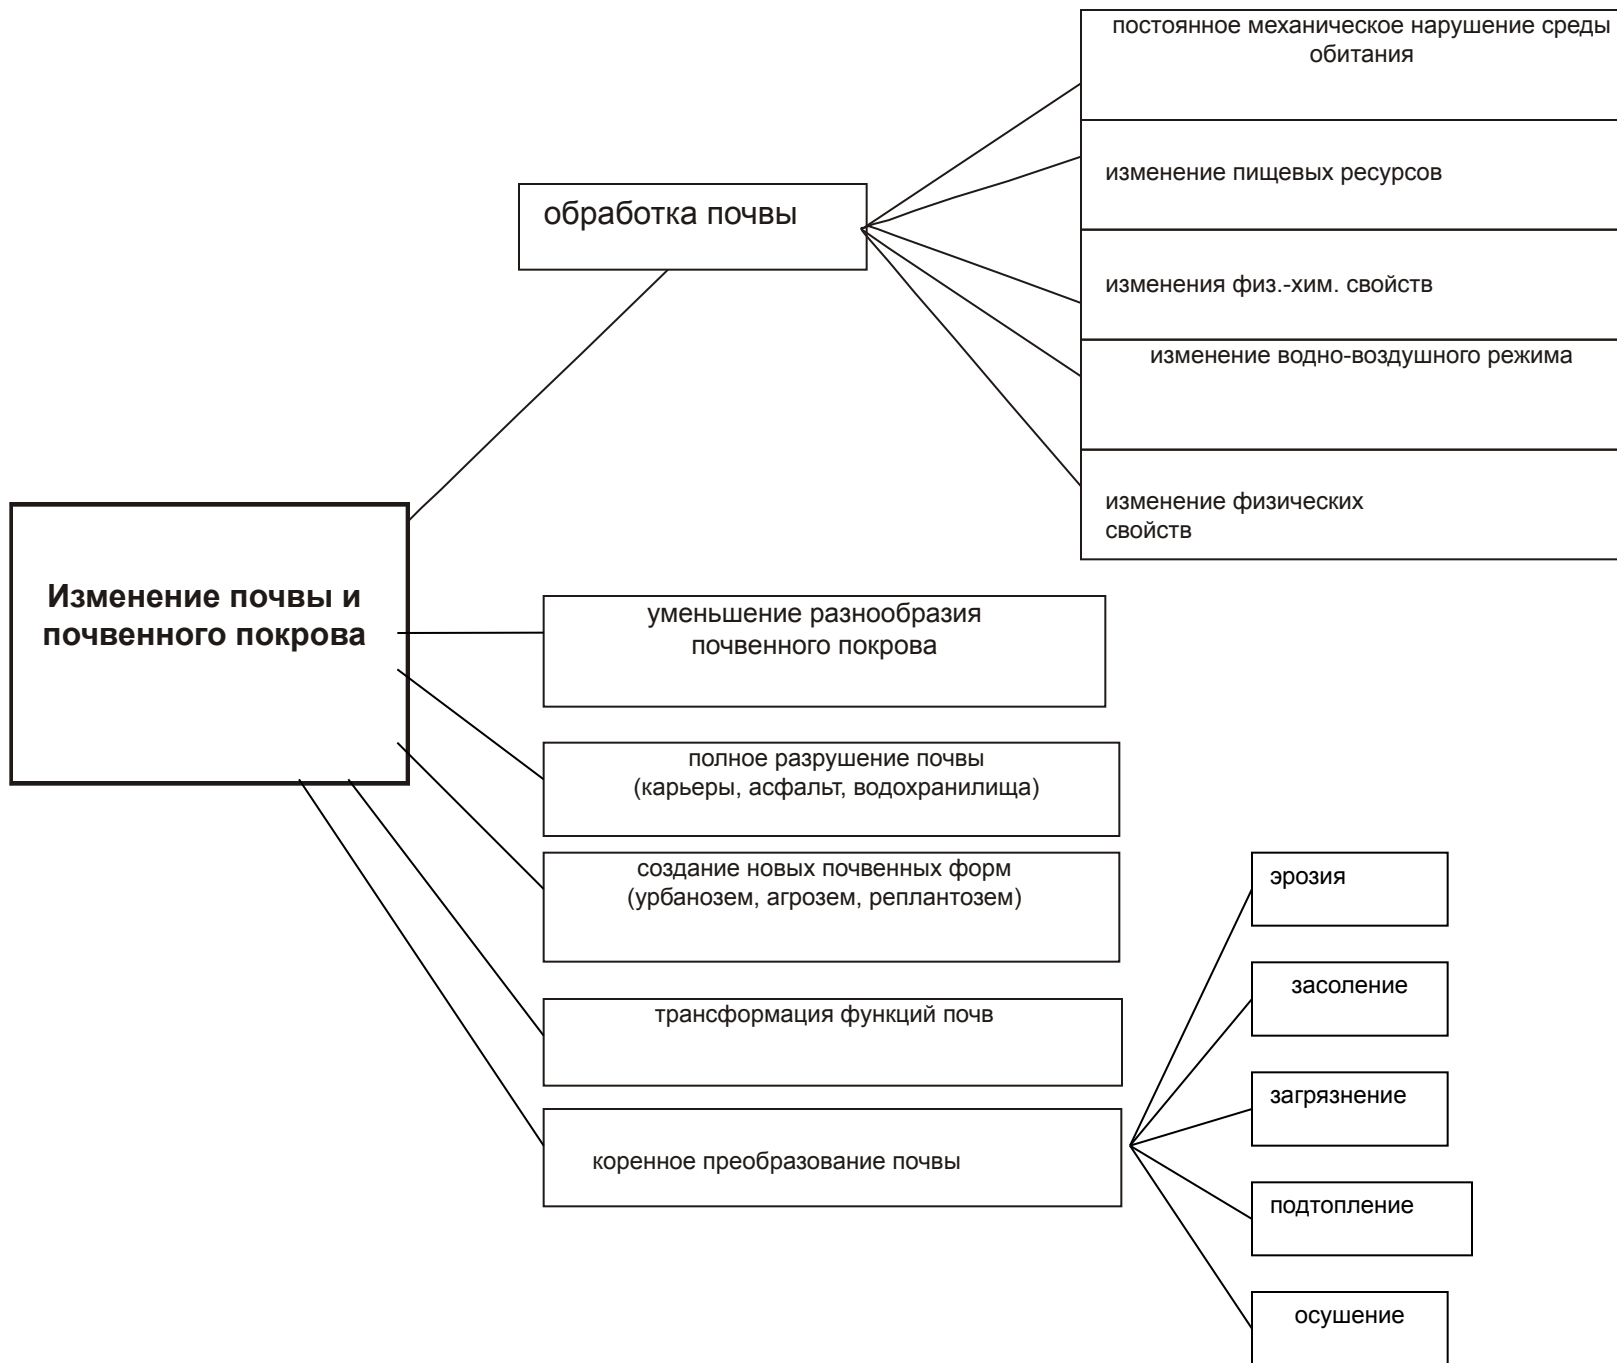 постоянное механическое нарушение среды
обитания
изменение пищевых ресурсов
обработка почвы
изменения физ.-хим. свойств
изменение водно-воздушного режима
изменение физических
свойств
Изменение почвы и
почвенного покрова
уменьшение разнообразия
почвенного покрова
полное разрушение почвы
(карьеры, асфальт, водохранилища)
создание новых почвенных форм
(урбанозем, агрозем, реплантозем)
трансформация функций почв
коренное преобразование почвы
эрозия
засоление
загрязнение
подтопление
осушение